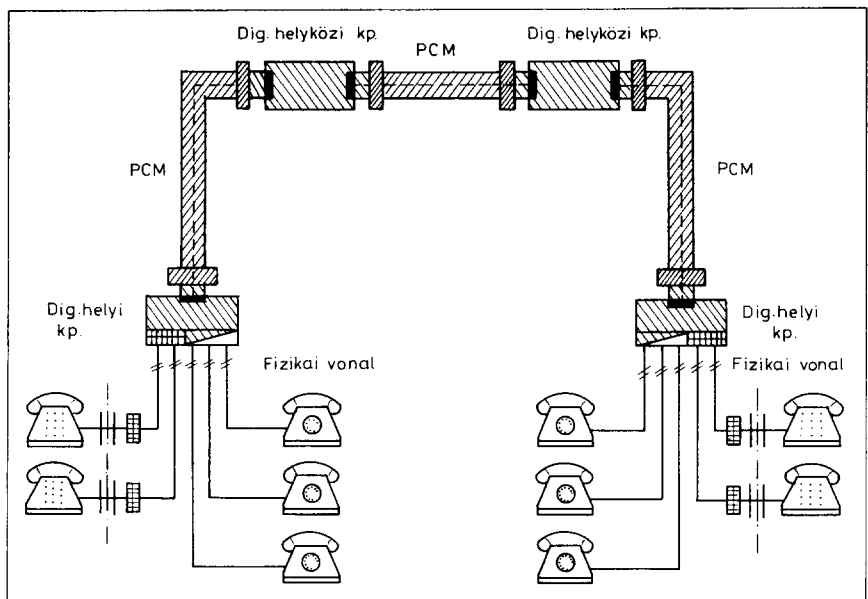 Dig. helyközi kp.
PCM
Dig. helyközi kp.
PCM
PCM
Dig. helyi
kp.
Dig. helyi
kp.
Fizikai vonal
Fizikai vonal